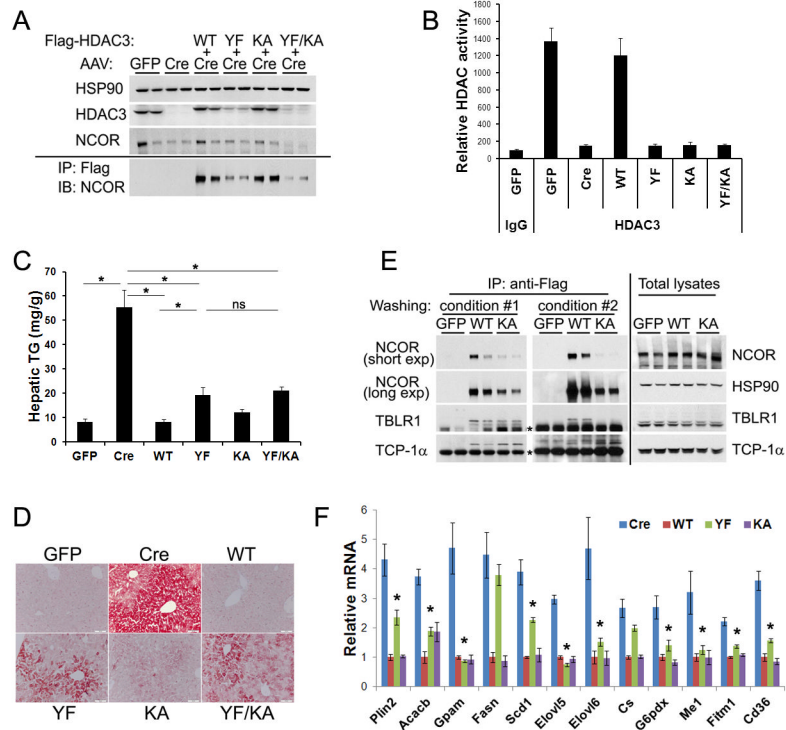 A
Flag-HDAC3: WT YF KA YF/KA
+ + + +
AAV: GFP Cre Cre Cre Cre Cre
HSP90
HDAC3
NCOR
IP: Flag
IB: NCOR
B
Relative HDAC activity
1600
1400
1200
1000
800
600
400
200
0
GFP GFP Cre WT YF KA YF/KA
IgG HDAC3
C
Hepatic TG (mg/g)
70
60
50
40
30
20
10
0
* * *
* * ns
GFP Cre WT YF KA YF/KA
D
GFP Cre WT
YF KA YF/KA
E
IP: anti-Flag Total lysates
Washing: condition #1 condition #2
GFP WT KA GFP WT KA GFP WT KA
NCOR
(short exp)
NCOR
(long exp)
TBLR1 *
TCP-1α *
NCOR
HSP90
TBLR1
TCP-1α
F
Relative mRNA
6
5
4
3
2
1
0
Cre WT YF KA
* * * * * * * * * *
Plin2 Acacb Gpam Fasn Scd1 Elovl5 Elovl6 Cs G6pdx Me1 Fitm1 Cd36